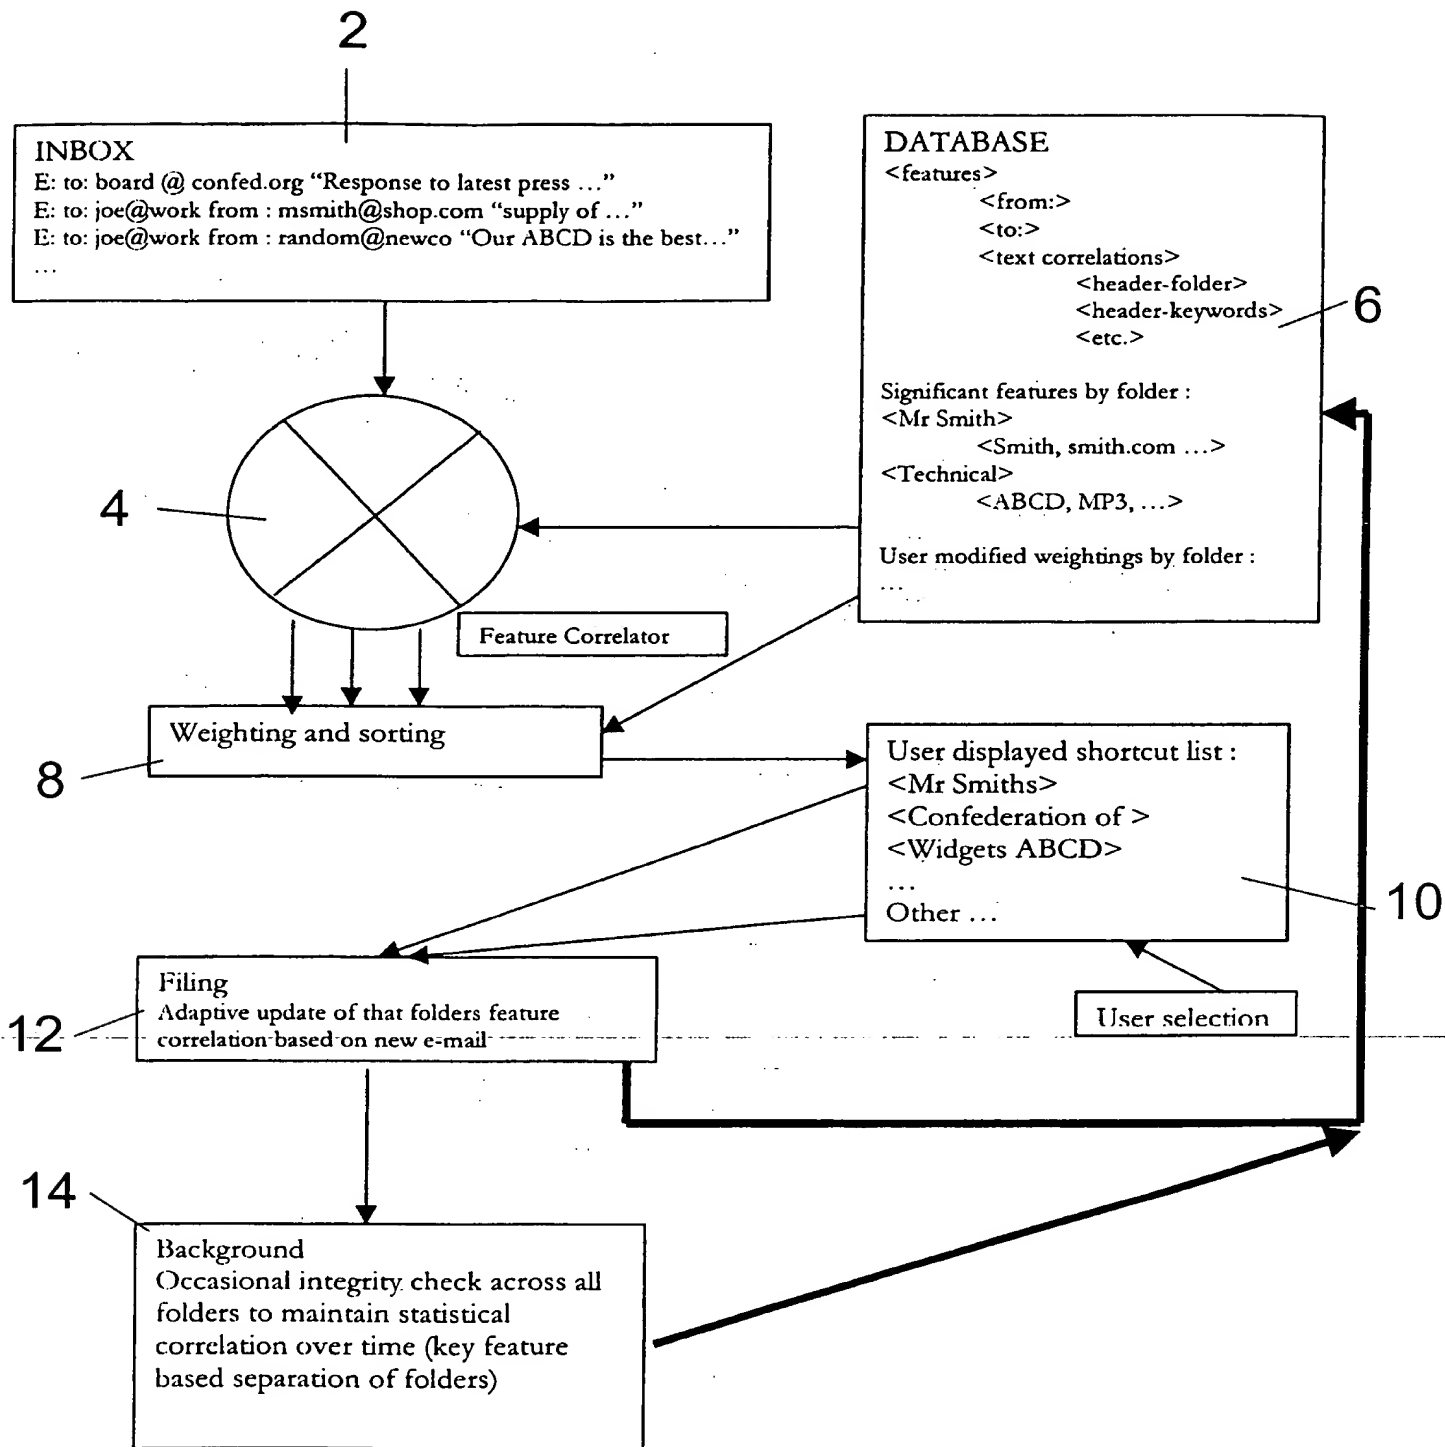 2
INBOX
E: to: board @ confed.org “Response to latest press ...”
E: to: joe@work from : msmith@shop.com “supply of ...”
E: to: joe@work from : random@newco “Our ABCD is the best...”
...
DATABASE
<features>
<from:>
<to:>
<text correlations>
<header-folder>
<header-keywords>
<etc.>
6
Significant features by folder :
<Mr Smith>
<Smith, smith.com ...>
<Technical>
<ABCD, MP3, ...>
User modified weightings by folder :
...
4
Feature Correlator
Weighting and sorting
8
User displayed shortcut list :
<Mr Smiths>
<Confederation of >
<Widgets ABCD>
...
Other ...
10
User selection
Filing
Adaptive update of that folders feature
correlation based on new e-mail
12
14
Background
Occasional integrity check across all
folders to maintain statistical
correlation over time (key feature
based separation of folders)